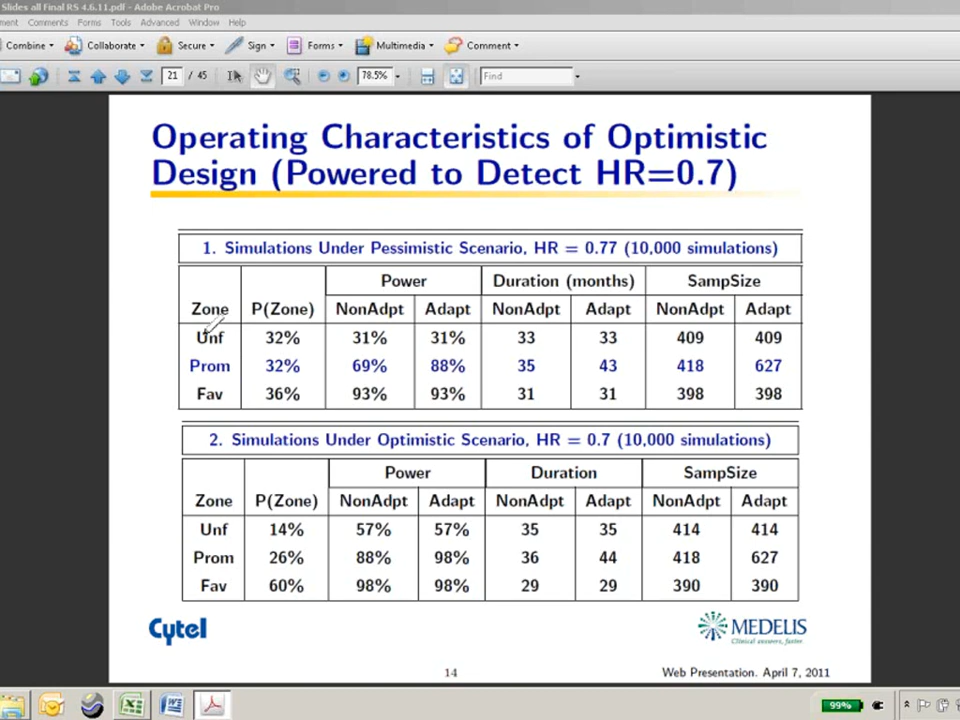 Slides all Final RS 4.6.11.pdf - Adobe Acrobat Pro
ment Comments Forms Tools Advanced Window Help
Combine Collaborate Secure Sign Forms Multimedia Comment
21 / 45 78.5% Find
Operating Characteristics of Optimistic
Design (Powered to Detect HR=0.7)
1. Simulations Under Pessimistic Scenario, HR = 0.77 (10,000 simulations)
Power Duration (months) SampSize
Zone P(Zone) NonAdpt Adapt NonAdpt Adapt NonAdpt Adapt
Unf 32% 31% 31% 33 33 409 409
Prom 32% 69% 88% 35 43 418 627
Fav 36% 93% 93% 31 31 398 398
2. Simulations Under Optimistic Scenario, HR = 0.7 (10,000 simulations)
Power Duration SampSize
Zone P(Zone) NonAdpt Adapt NonAdpt Adapt NonAdpt Adapt
Unf 14% 57% 57% 35 35 414 414
Prom 26% 88% 98% 36 44 418 627
Fav 60% 98% 98% 29 29 390 390
Cytel
MEDELIS
Clinical answers, faster.
14 Web Presentation. April 7, 2011
99%